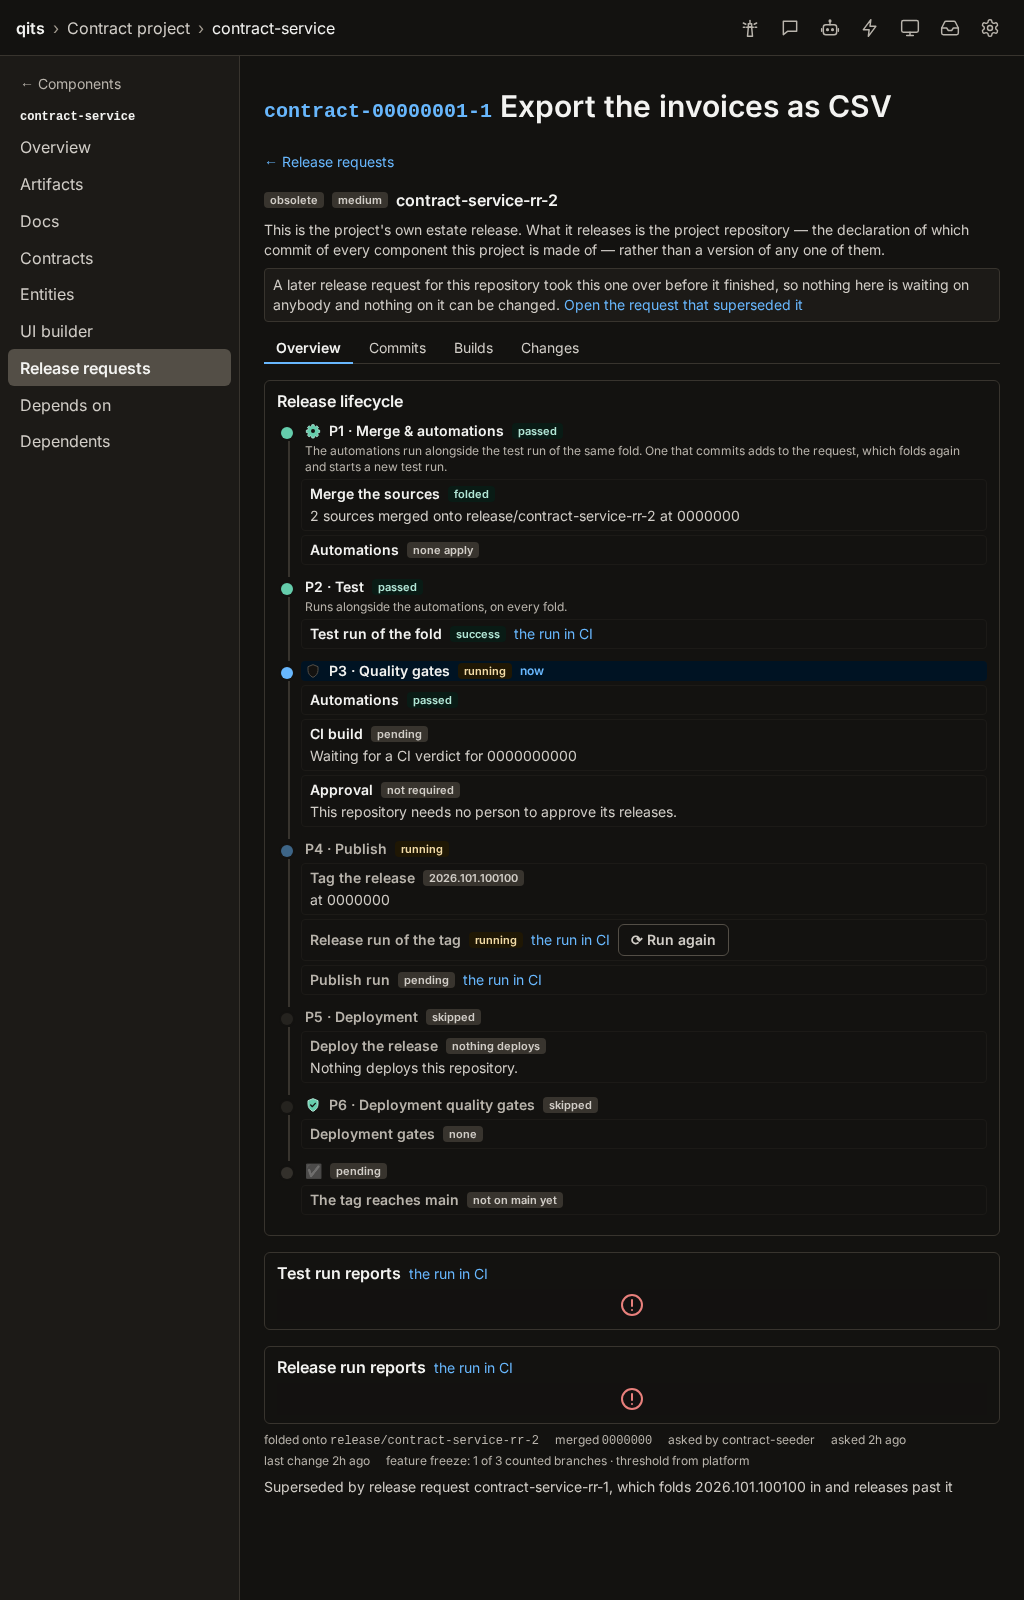 qits › Contract project › contract-service
← Components
contract-service
Overview
Artifacts
Docs
Contracts
Entities
UI builder
Release requests
Depends on
Dependents
contract-00000001-1 Export the invoices as CSV
← Release requests
obsolete medium contract-service-rr-2
This is the project's own estate release. What it releases is the project repository — the declaration of which
commit of every component this project is made of — rather than a version of any one of them.
A later release request for this repository took this one over before it finished, so nothing here is waiting on
anybody and nothing on it can be changed. Open the request that superseded it
Overview Commits Builds Changes
Release lifecycle
P1 · Merge & automations passed
The automations run alongside the test run of the same fold. One that commits adds to the request, which folds again
and starts a new test run.
Merge the sources folded
2 sources merged onto release/contract-service-rr-2 at 0000000
Automations none apply
P2 · Test passed
Runs alongside the automations, on every fold.
Test run of the fold success the run in CI
P3 · Quality gates running now
Automations passed
CI build pending
Waiting for a CI verdict for 0000000000
Approval not required
This repository needs no person to approve its releases.
P4 · Publish running
Tag the release 2026.101.100100
at 0000000
Release run of the tag running the run in CI ⟳ Run again
Publish run pending the run in CI
P5 · Deployment skipped
Deploy the release nothing deploys
Nothing deploys this repository.
P6 · Deployment quality gates skipped
Deployment gates none
pending
The tag reaches main not on main yet
Test run reports the run in CI
Release run reports the run in CI
folded onto release/contract-service-rr-2 merged 0000000 asked by contract-seeder asked 2h ago
last change 2h ago feature freeze: 1 of 3 counted branches · threshold from platform
Superseded by release request contract-service-rr-1, which folds 2026.101.100100 in and releases past it